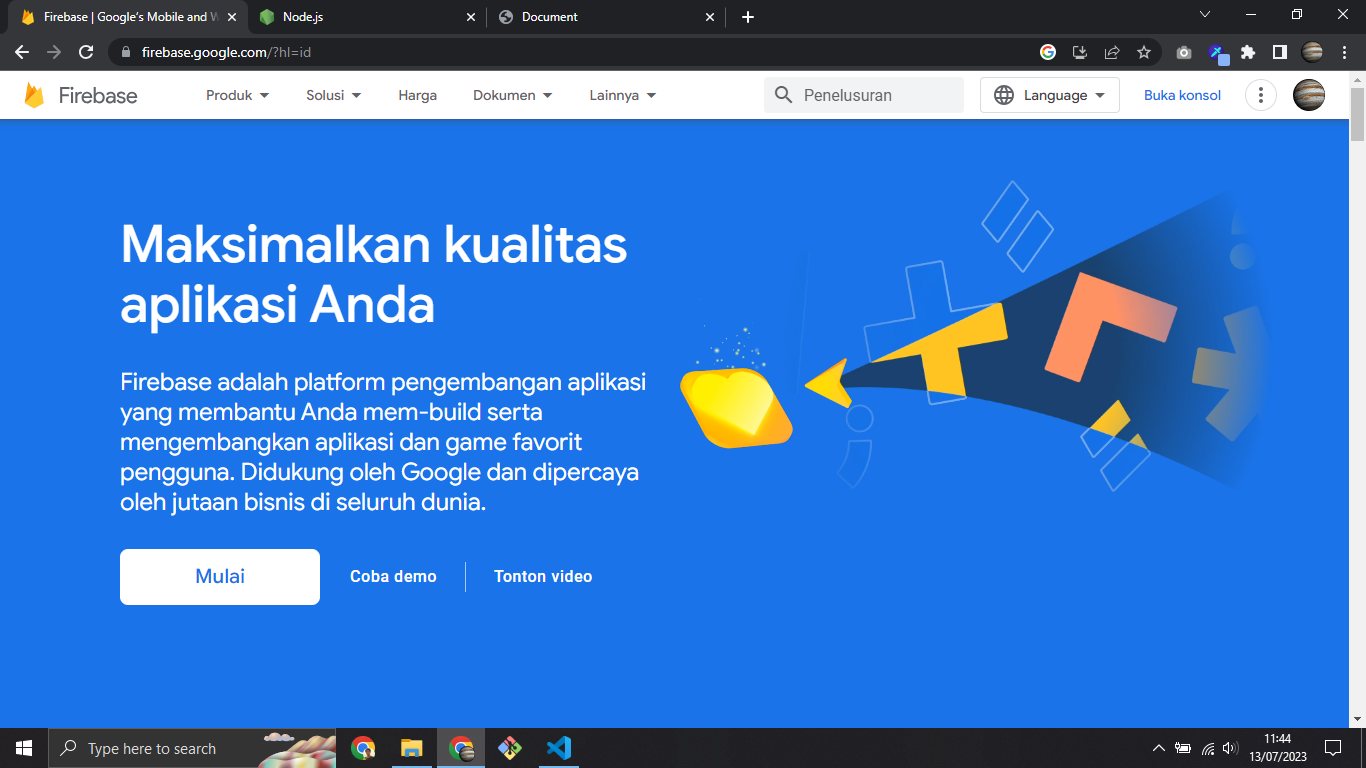 Firebase | Google's Mobile and W
Node.js
Document
firebase.google.com/?hl=id
Firebase
Produk
Solusi
Harga
Dokumen
Lainnya
Penelusuran
Language
Buka konsol
Maksimalkan kualitas
aplikasi Anda
Firebase adalah platform pengembangan aplikasi
yang membantu Anda mem-build serta
mengembangkan aplikasi dan game favorit
pengguna. Didukung oleh Google dan dipercaya
oleh jutaan bisnis di seluruh dunia.
Mulai
Coba demo
Tonton video
Type here to search
11:44
13/07/2023